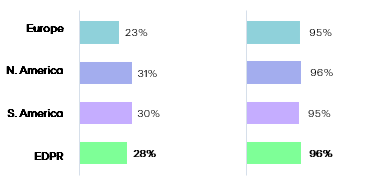 Europe 23% 95%
N. America 31% 96%
S. America 30% 95%
EDPR 28% 96%